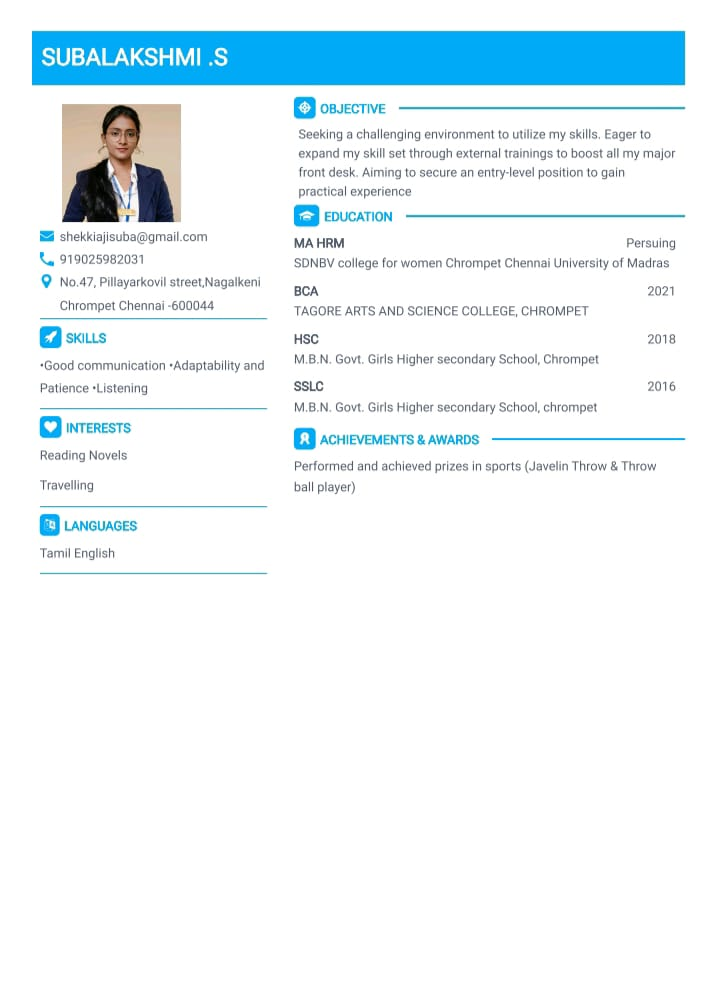 SUBALAKSHMI .S
shekkiajisuba@gmail.com
919025982031
No.47, Pillayarkovil street,Nagalkeni
Chrompet Chennai -600044
SKILLS
•Good communication •Adaptability and
Patience •Listening
INTERESTS
Reading Novels
Travelling
LANGUAGES
Tamil English
OBJECTIVE
Seeking a challenging environment to utilize my skills. Eager to
expand my skill set through external trainings to boost all my major
front desk. Aiming to secure an entry-level position to gain
practical experience
EDUCATION
MA HRM Persuing
SDNBV college for women Chrompet Chennai University of Madras
BCA 2021
TAGORE ARTS AND SCIENCE COLLEGE, CHROMPET
HSC 2018
M.B.N. Govt. Girls Higher secondary School, Chrompet
SSLC 2016
M.B.N. Govt. Girls Higher secondary School, chrompet
ACHIEVEMENTS & AWARDS
Performed and achieved prizes in sports (Javelin Throw & Throw
ball player)